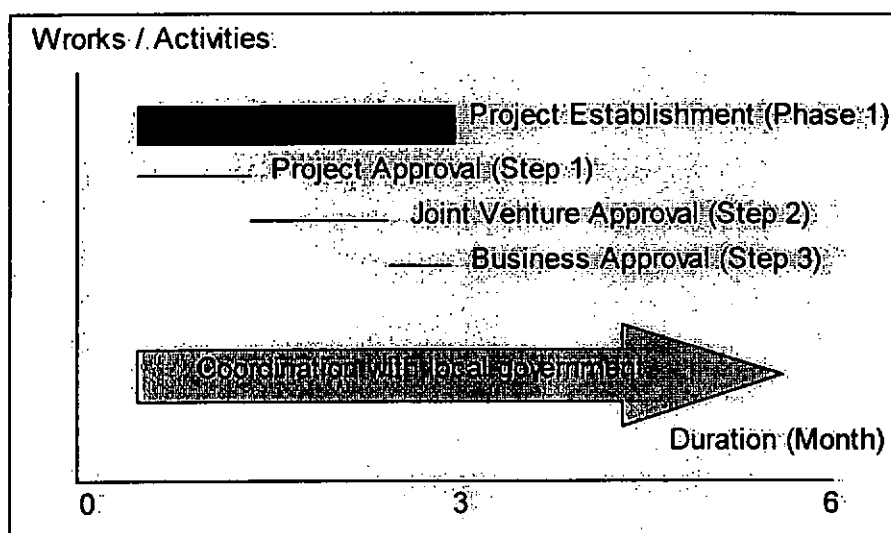 Wrorks / Activities
Project Establishment (Phase 1)
Project Approval (Step 1)
Joint Venture Approval (Step 2)
Business Approval (Step 3)
Coordination with local government
Duration (Month)
0 3 6